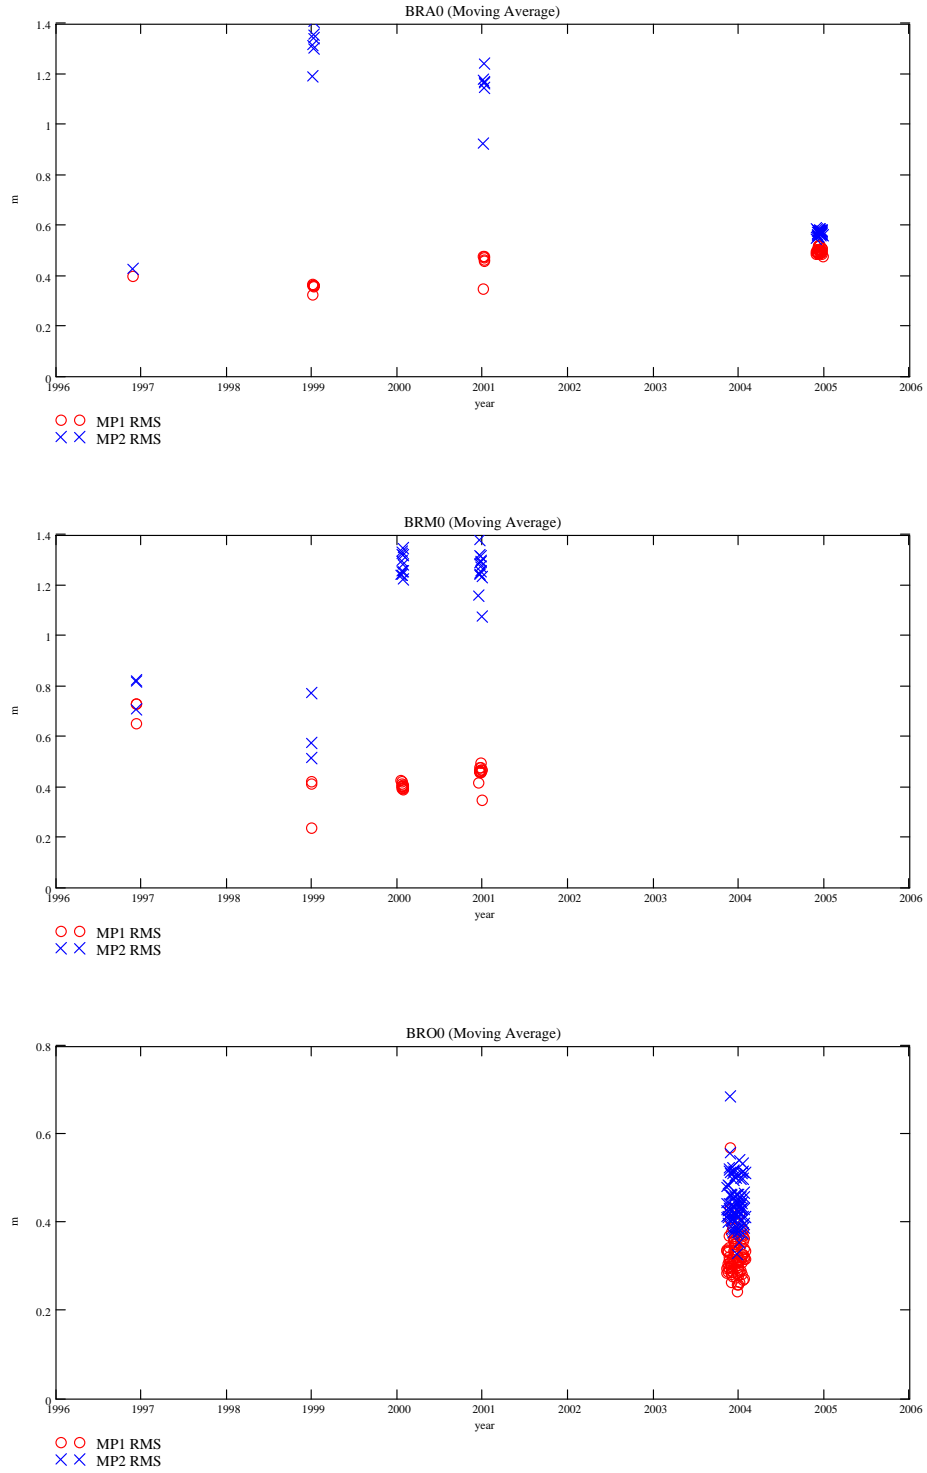 BRA0 (Moving Average)
1.4
1.2
1
0.8
m
0.6
0.4
0.2
0
1996 1997 1998 1999 2000 2001 2002 2003 2004 2005 2006
year
MP1 RMS
MP2 RMS
BRM0 (Moving Average)
1.4
1.2
1
0.8
m
0.6
0.4
0.2
0
1996 1997 1998 1999 2000 2001 2002 2003 2004 2005 2006
year
MP1 RMS
MP2 RMS
BRO0 (Moving Average)
0.8
0.6
m
0.4
0.2
0
1996 1997 1998 1999 2000 2001 2002 2003 2004 2005 2006
year
MP1 RMS
MP2 RMS